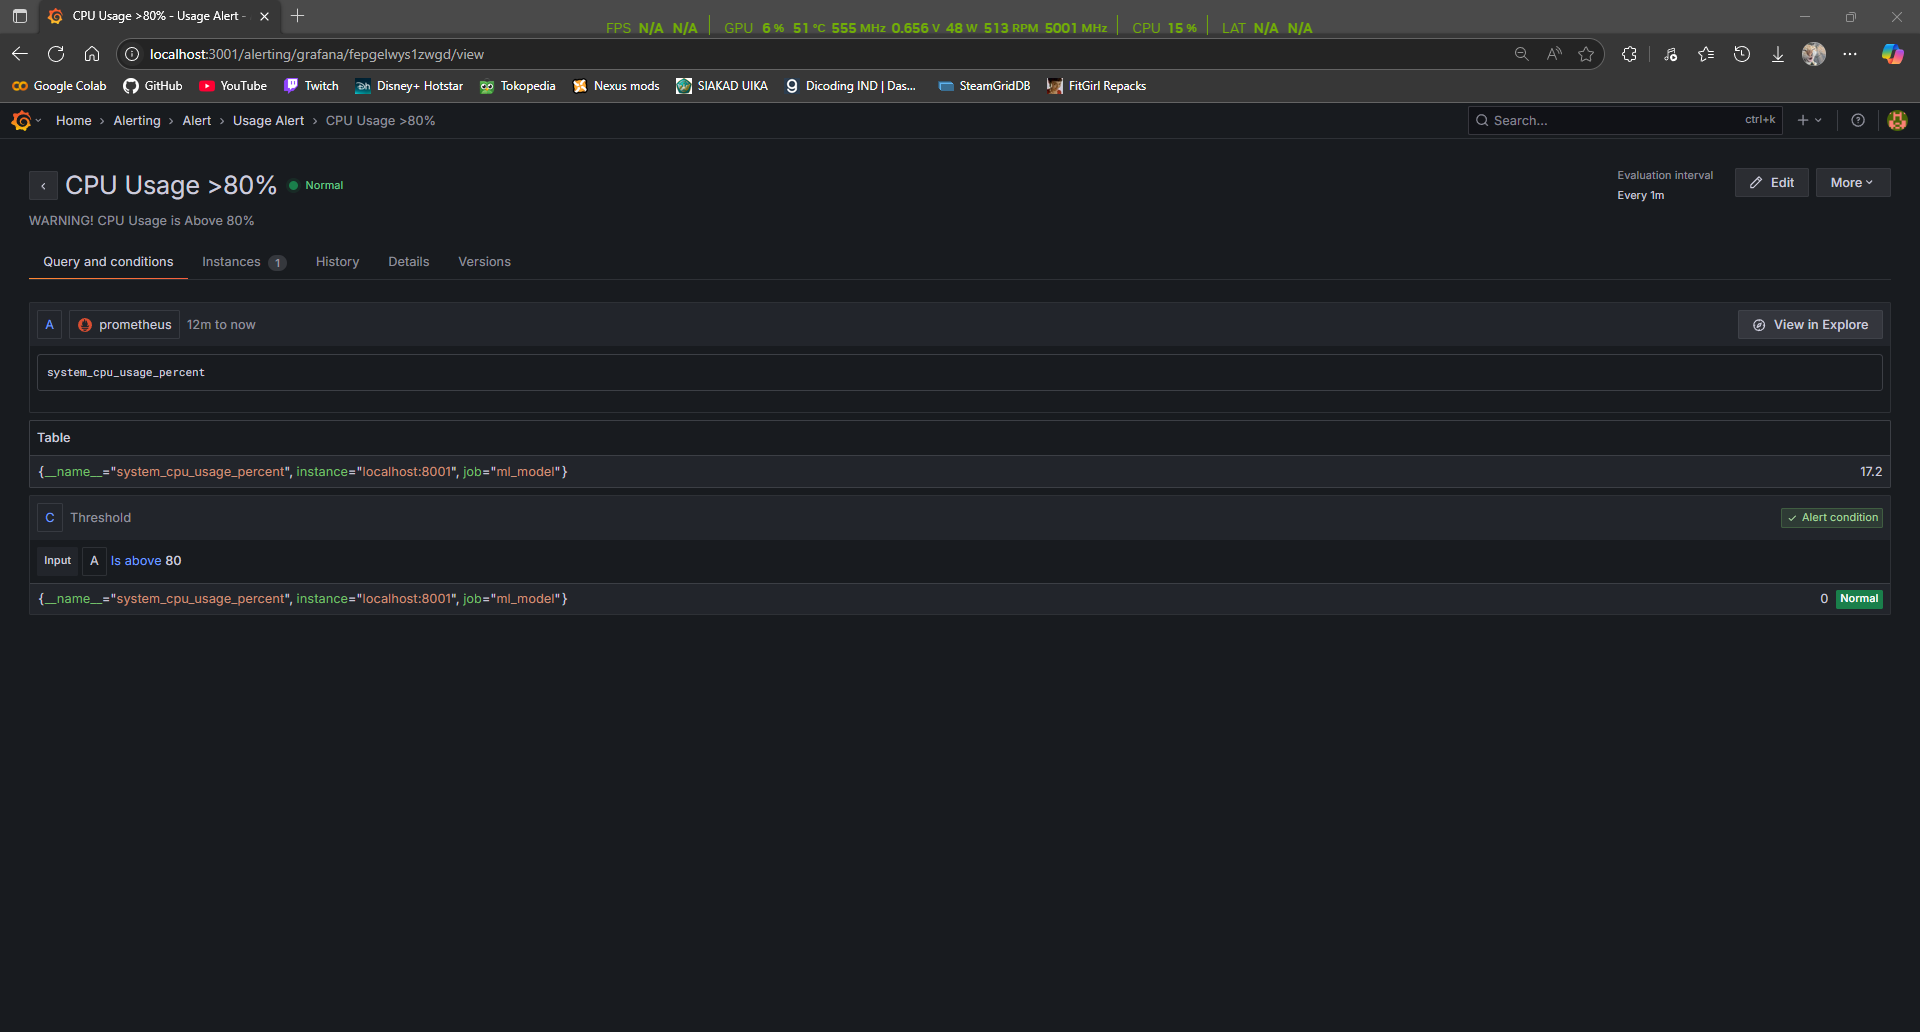 CPU Usage >80% - Usage Alert -
FPS N/A N/A GPU 6 % 51 °C 555 MHz 0.656 V 48 W 513 RPM 5001 MHz CPU 15 % LAT N/A N/A
localhost:3001/alerting/grafana/fepgelwys1zwgd/view
Google Colab GitHub YouTube Twitch Disney+ Hotstar Tokopedia Nexus mods SIAKAD UIKA Dicoding IND | Das... SteamGridDB FitGirl Repacks
Home › Alerting › Alert › Usage Alert › CPU Usage >80% Search... ctrl+k
CPU Usage >80% Normal
Evaluation interval
Every 1m
Edit More
WARNING! CPU Usage is Above 80%
Query and conditions Instances 1 History Details Versions
A prometheus 12m to now View in Explore
system_cpu_usage_percent
Table
{__name__="system_cpu_usage_percent", instance="localhost:8001", job="ml_model"} 17.2
C Threshold Alert condition
Input A Is above 80
{__name__="system_cpu_usage_percent", instance="localhost:8001", job="ml_model"} 0 Normal